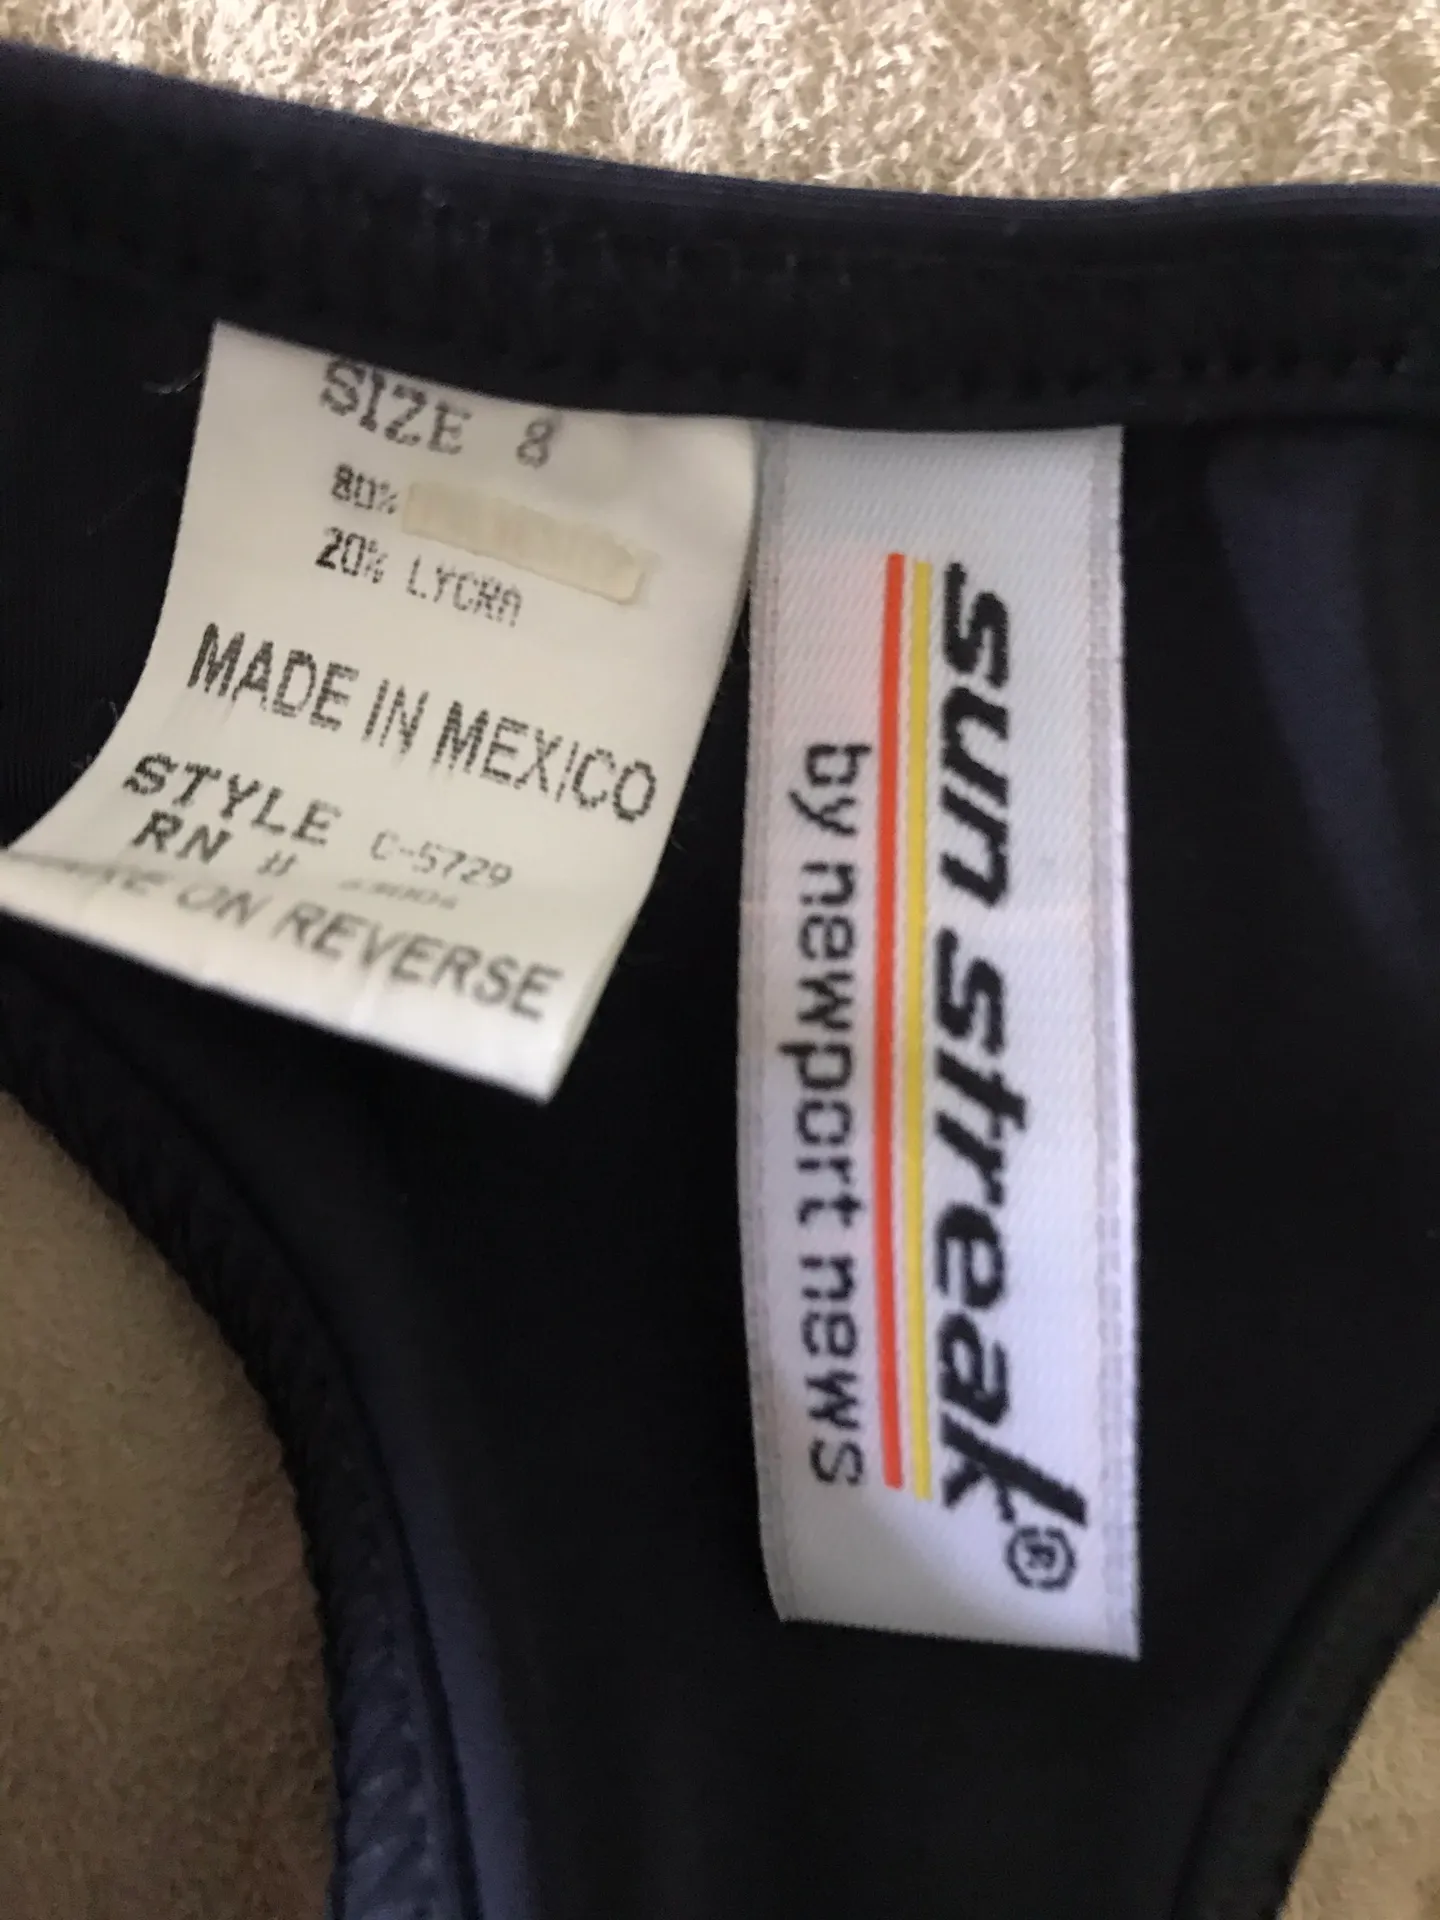 SIZE 8
80%
20% LYCRA
MADE IN MEXICO
STYLE C-5729
RN #
ON REVERSE
sun streak®
by newport news